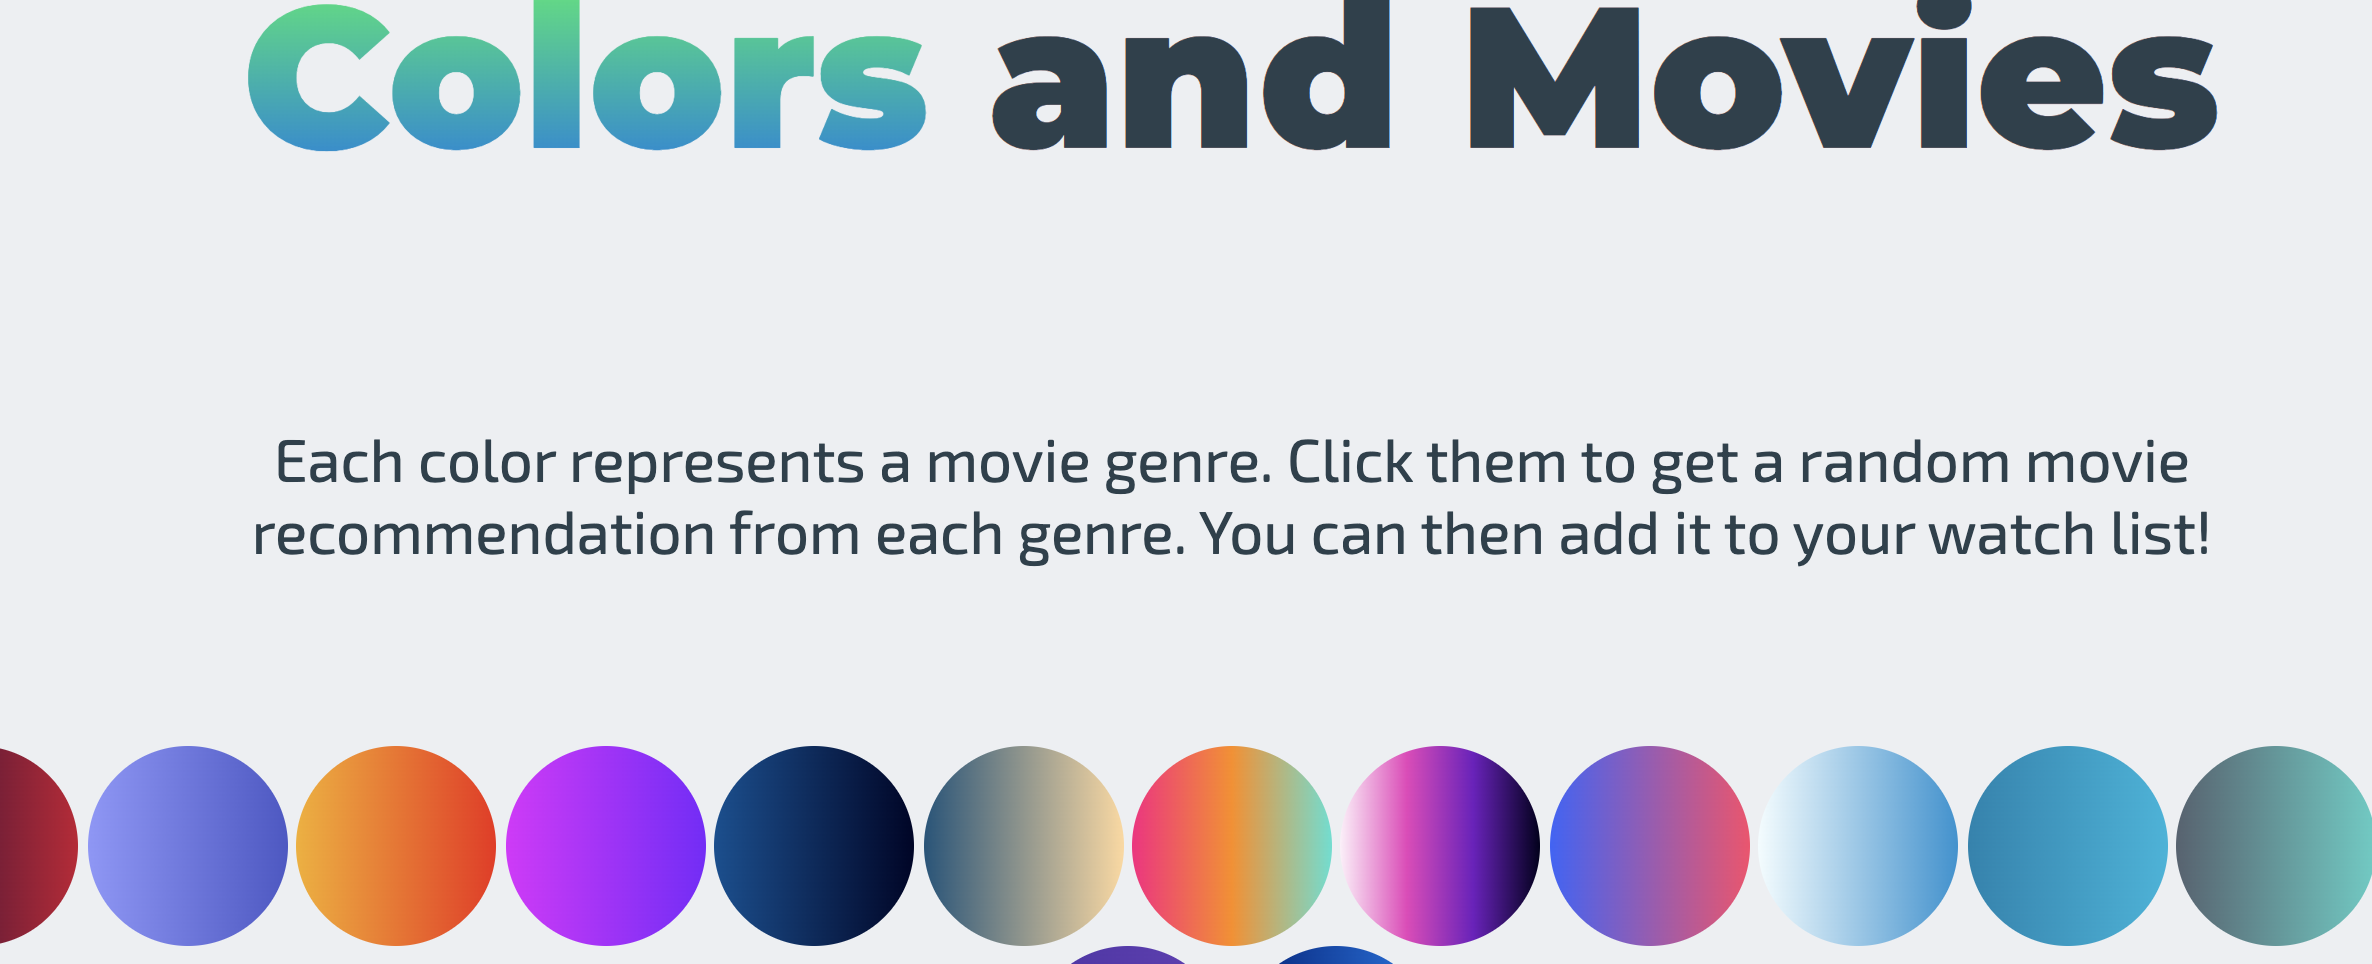 Colors and Movies
Each color represents a movie genre. Click them to get a random movie
recommendation from each genre. You can then add it to your watch list!